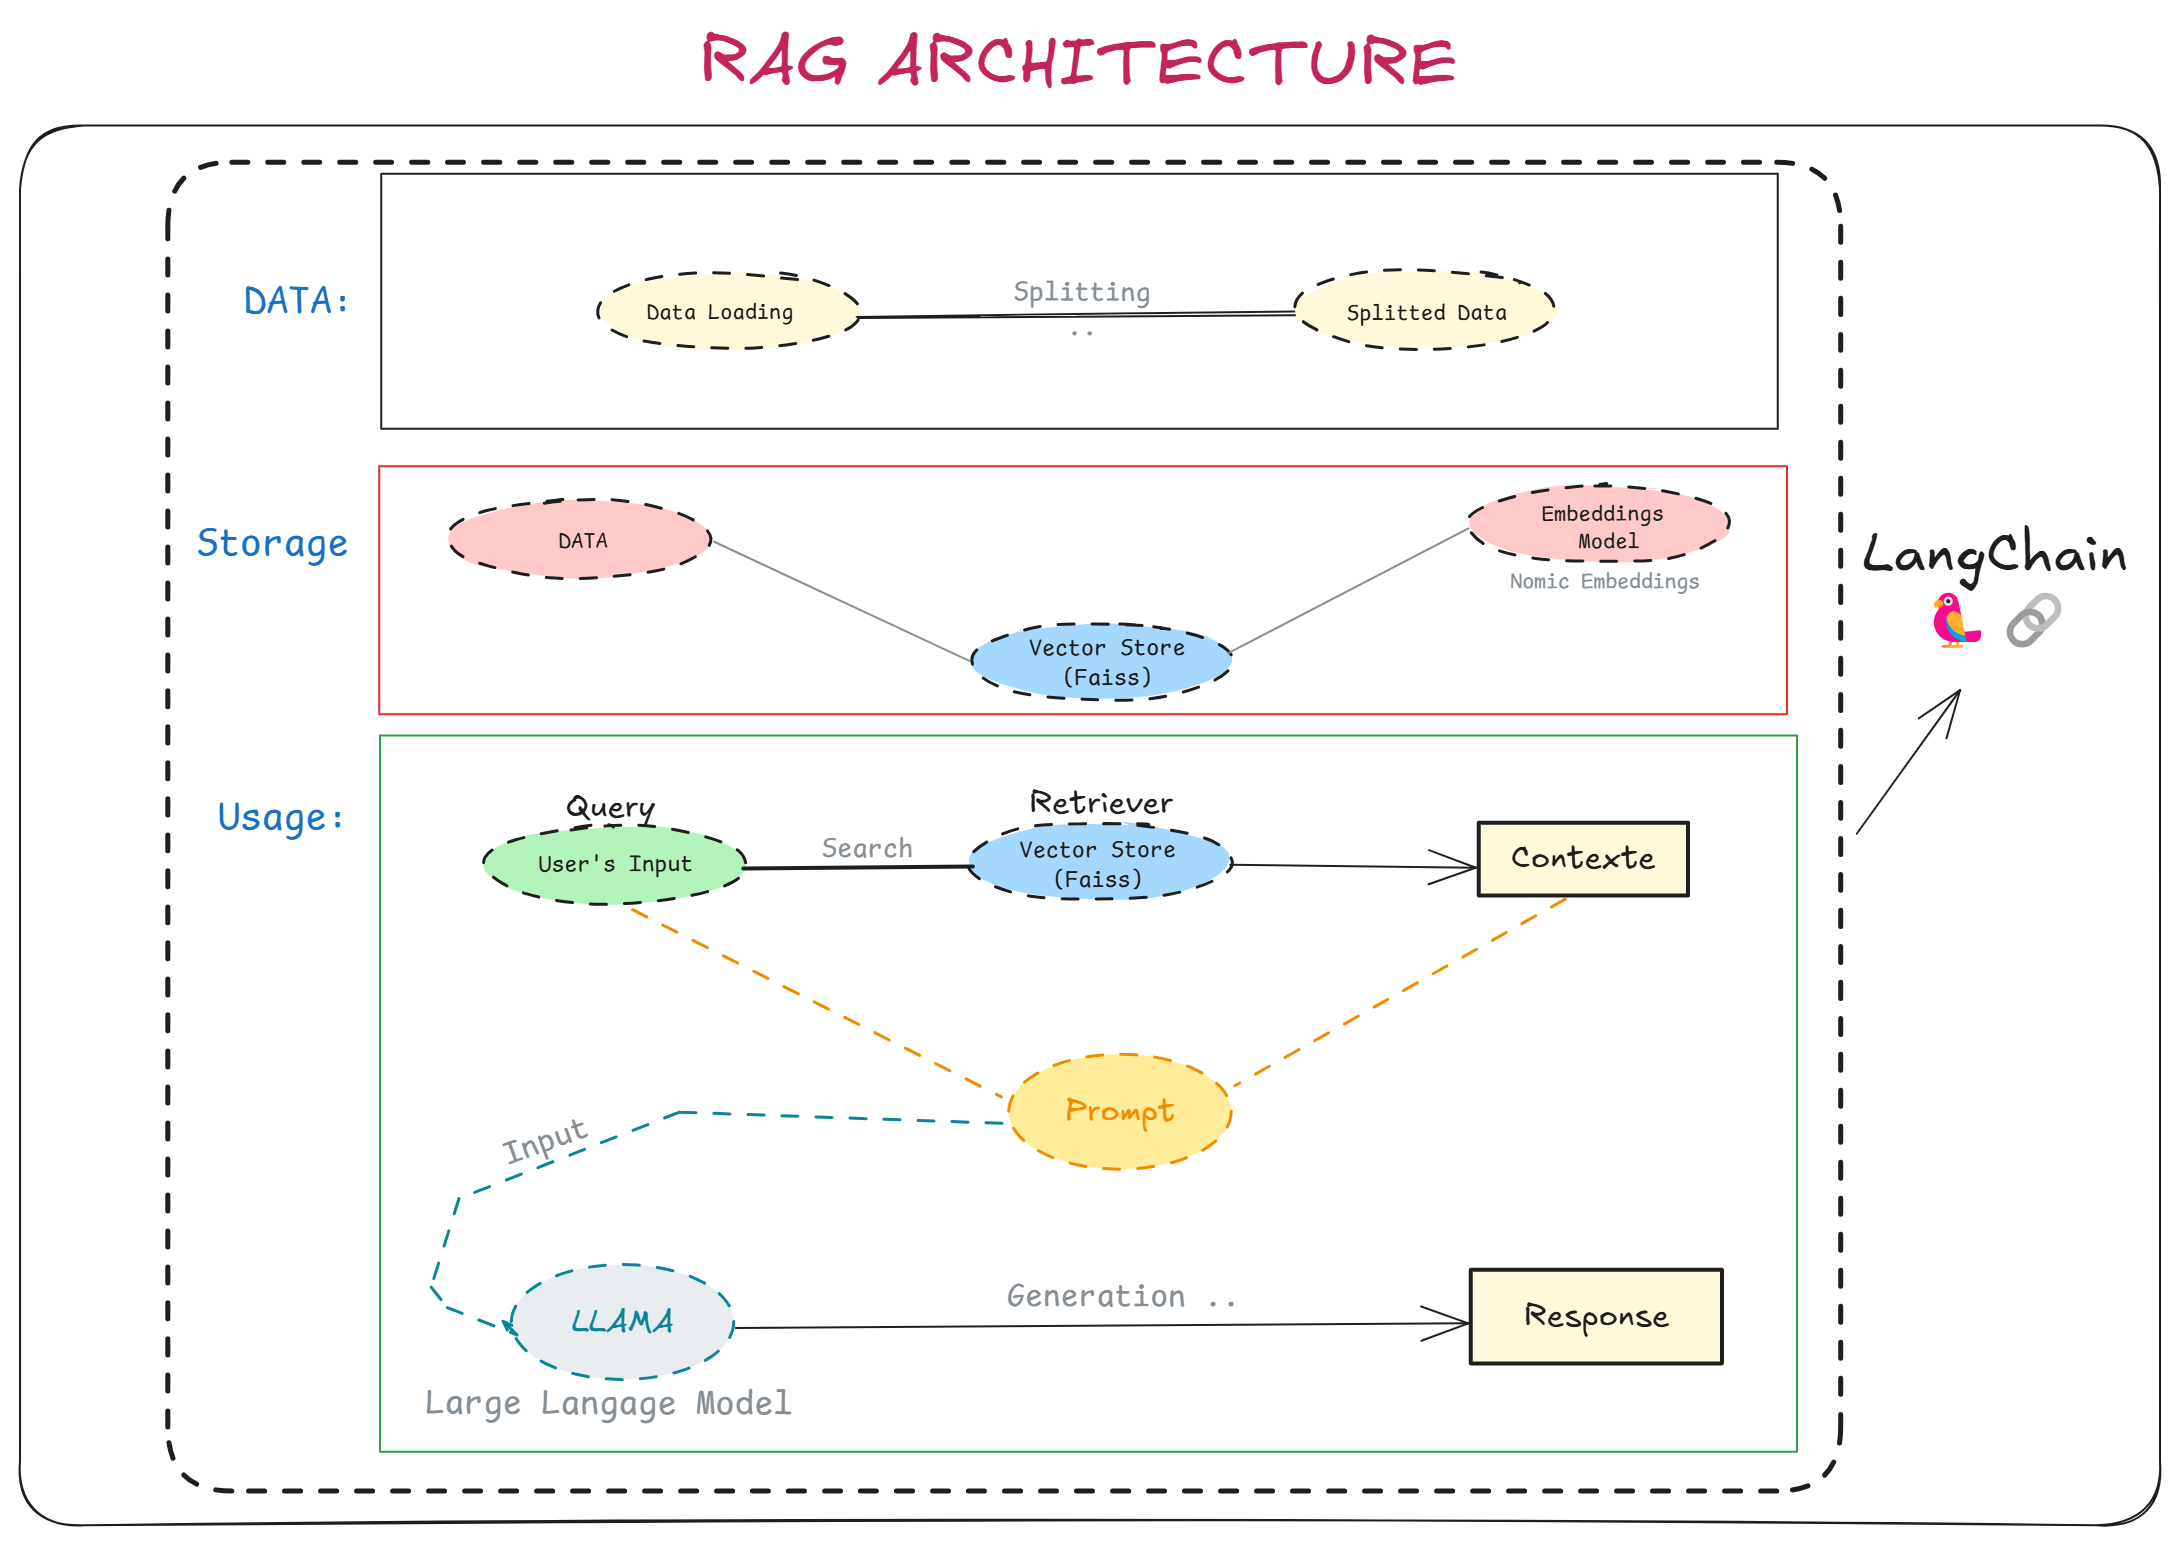 RAG ARCHITECTURE
DATA:
Data Loading
Splitting
..
Splitted Data
Storage
DATA
Embeddings
Model
Nomic Embeddings
Vector Store
(Faiss)
LangChain
Usage:
Query
User's Input
Search
Retriever
Vector Store
(Faiss)
Contexte
Prompt
Input
LLAMA
Large Langage Model
Generation ..
Response